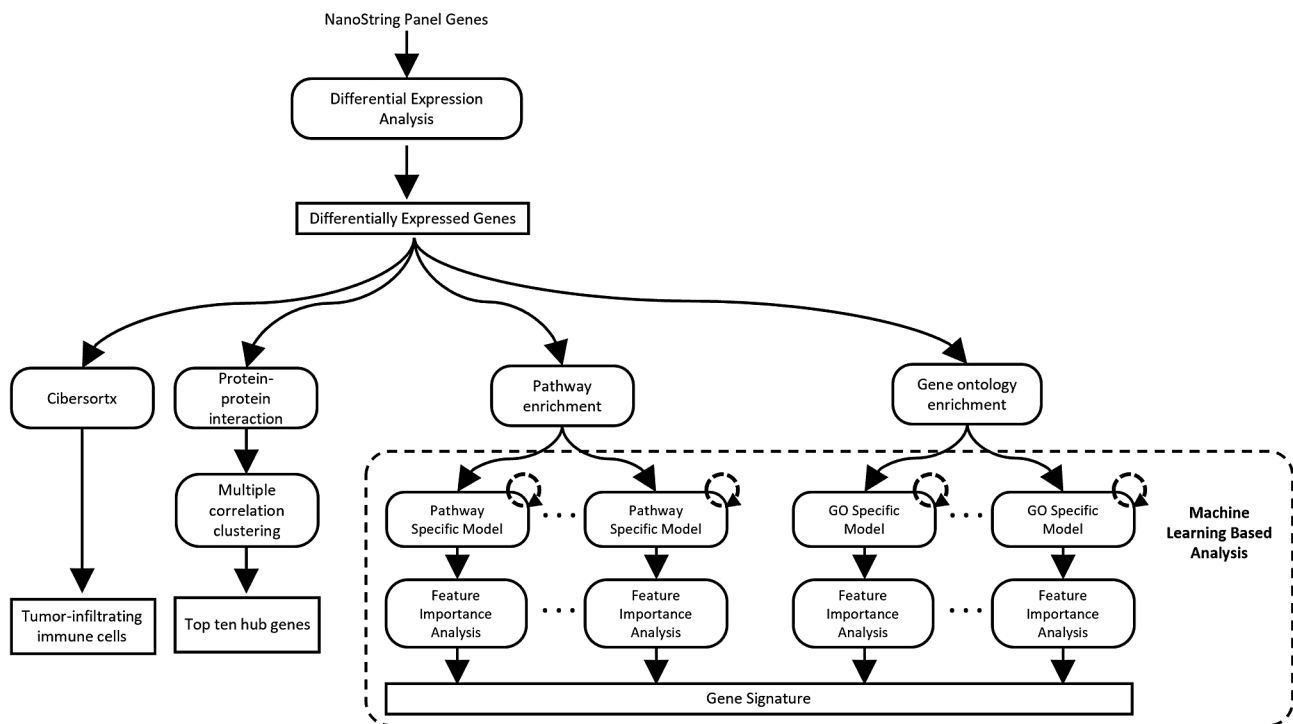 NanoString Panel Genes
Differential Expression
Analysis
Differentially Expressed Genes
Cibersortx
Protein-
protein
interaction
Pathway
enrichment
Gene ontology
enrichment
Multiple
correlation
clustering
Pathway
Specific Model
. . .
Pathway
Specific Model
GO Specific
Model
. . .
GO Specific
Model
Machine
Learning Based
Analysis
Tumor-infiltrating
immune cells
Top ten hub genes
Feature
Importance
Analysis
. . .
Feature
Importance
Analysis
Feature
Importance
Analysis
. . .
Feature
Importance
Analysis
Gene Signature